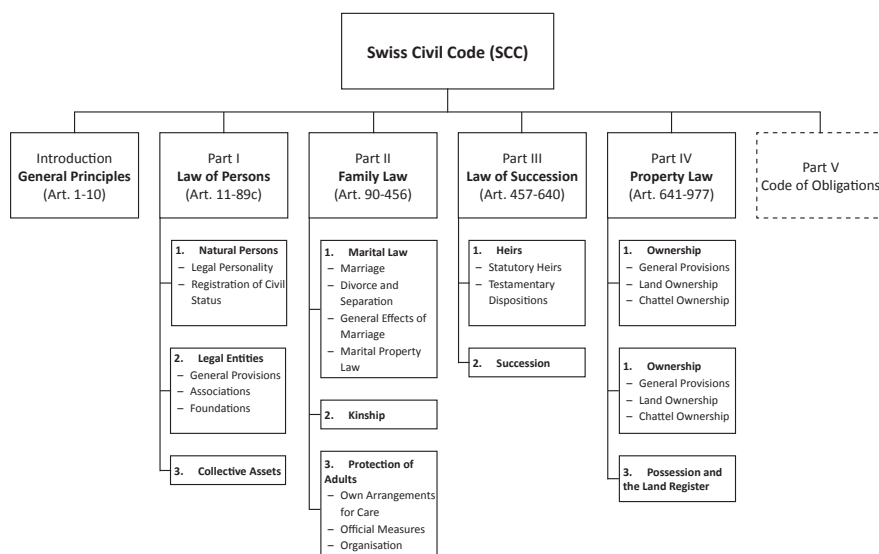 Swiss Civil Code (SCC)
Introduction
General Principles
(Art. 1-10)
Part I
Law of Persons
(Art. 11-89c)
Part II
Family Law
(Art. 90-456)
Part III
Law of Succession
(Art. 457-640)
Part IV
Property Law
(Art. 641-977)
Part V
Code of Obligations
1. Natural Persons
– Legal Personality
– Registration of Civil
Status
2. Legal Entities
– General Provisions
– Associations
– Foundations
3. Collective Assets
1. Marital Law
– Marriage
– Divorce and
Separation
– General Effects of
Marriage
– Marital Property
Law
2. Kinship
3. Protection of
Adults
– Own Arrangements
for Care
– Official Measures
– Organisation
1. Heirs
– Statutory Heirs
– Testamentary
Dispositions
2. Succession
1. Ownership
– General Provisions
– Land Ownership
– Chattel Ownership
1. Ownership
– General Provisions
– Land Ownership
– Chattel Ownership
3. Possession and
the Land Register